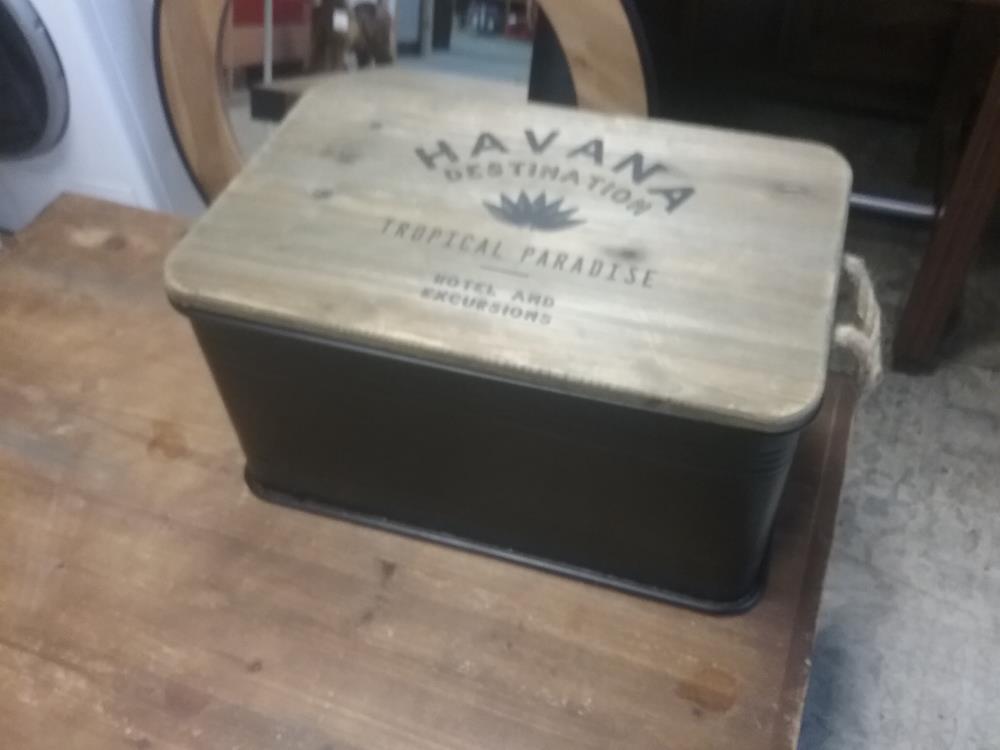 HAVANA
DESTINATION
TROPICAL PARADISE
HOTEL AND
EXCURSIONS